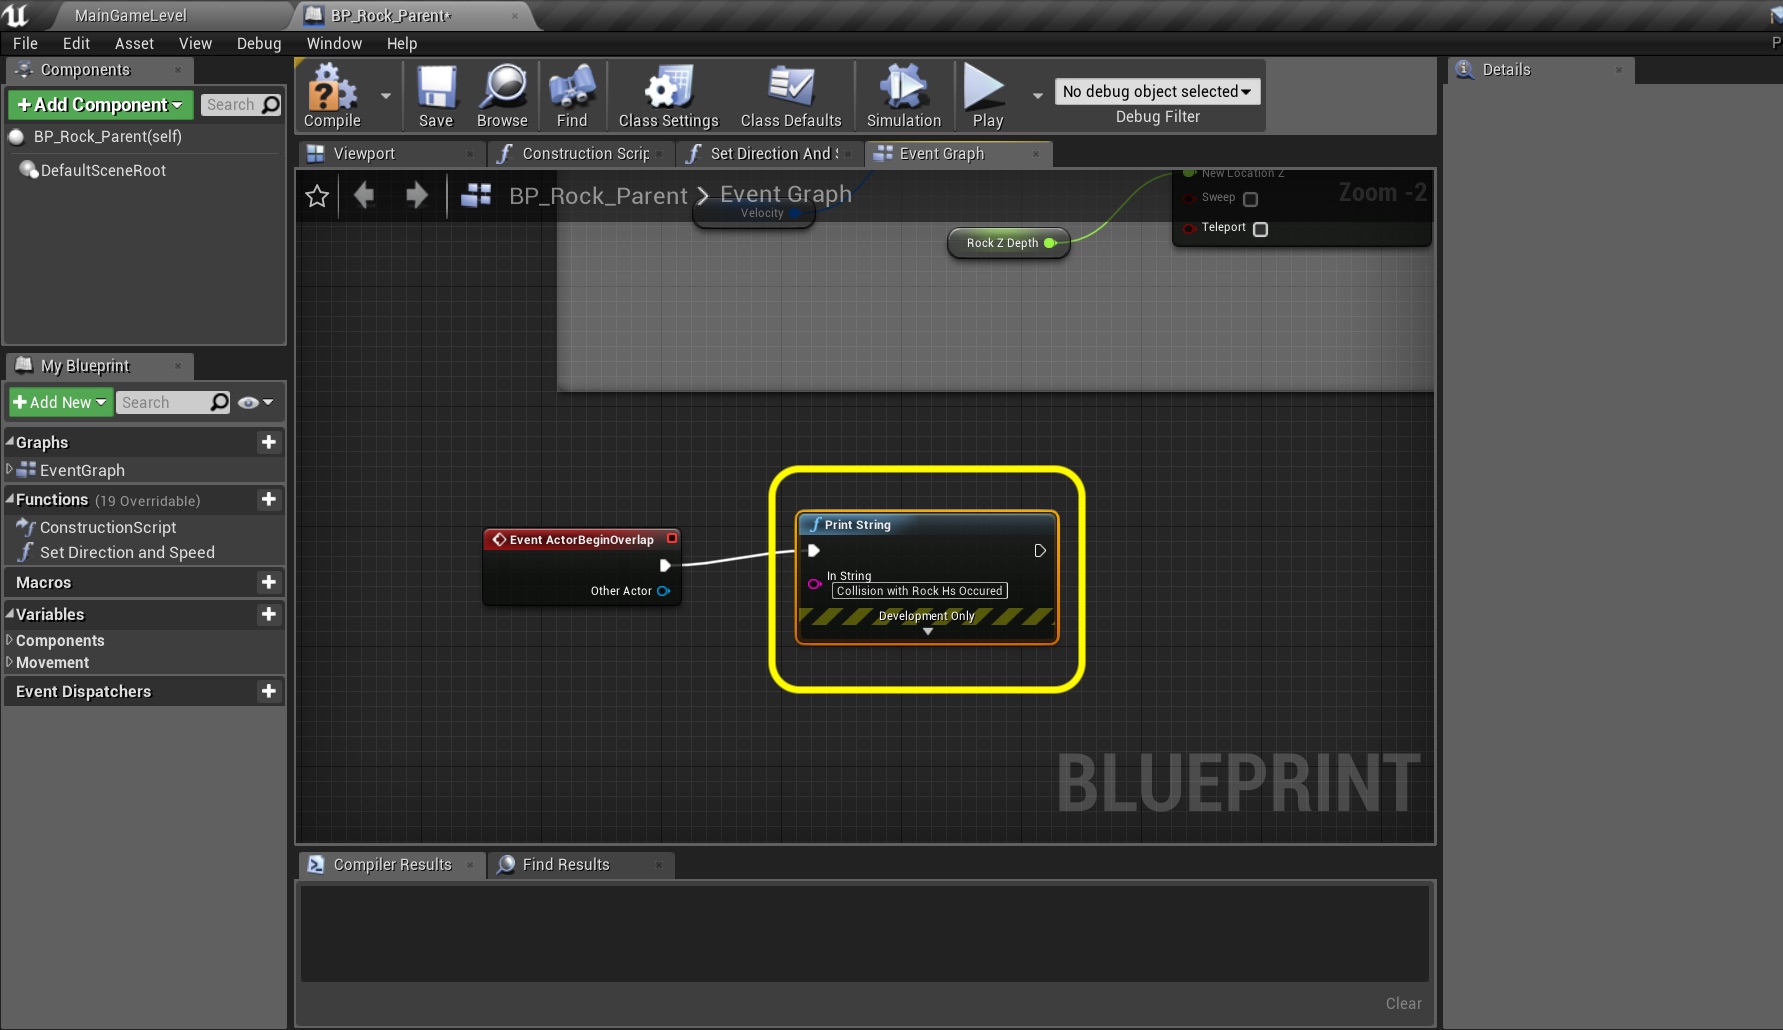 MainGameLevel
BP_Rock_Parent*
File Edit Asset View Debug Window Help
Components
Add Component
Search
BP_Rock_Parent(self)
DefaultSceneRoot
Compile
Save
Browse
Find
Class Settings
Class Defaults
Simulation
Play
No debug object selected
Debug Filter
Details
Viewport
Construction Scrip
Set Direction And S
Event Graph
BP_Rock_Parent > Event Graph
Zoom -2
Velocity
Rock Z Depth
New Location Z
Sweep
Teleport
My Blueprint
Add New
Search
Graphs
EventGraph
Functions (19 Overridable)
ConstructionScript
Set Direction and Speed
Macros
Variables
Components
Movement
Event Dispatchers
Event ActorBeginOverlap
Other Actor
Print String
In String
Collision with Rock Hs Occured
Development Only
BLUEPRINT
Compiler Results
Find Results
Clear